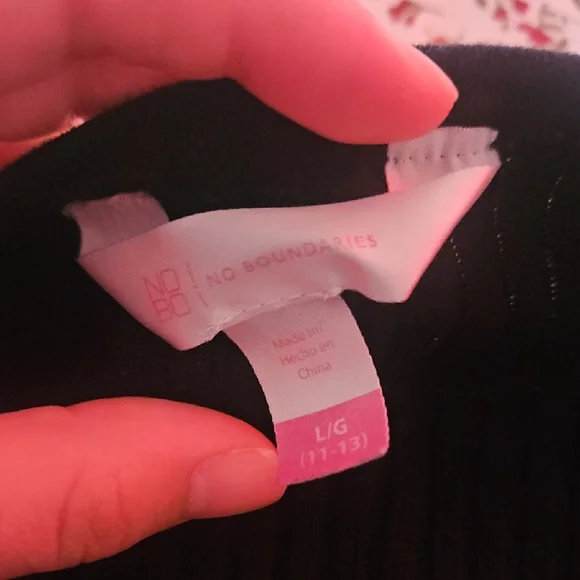 NO
BO
NO BOUNDARIES
Made in/
Hecho en
China
L/G
(11-13)